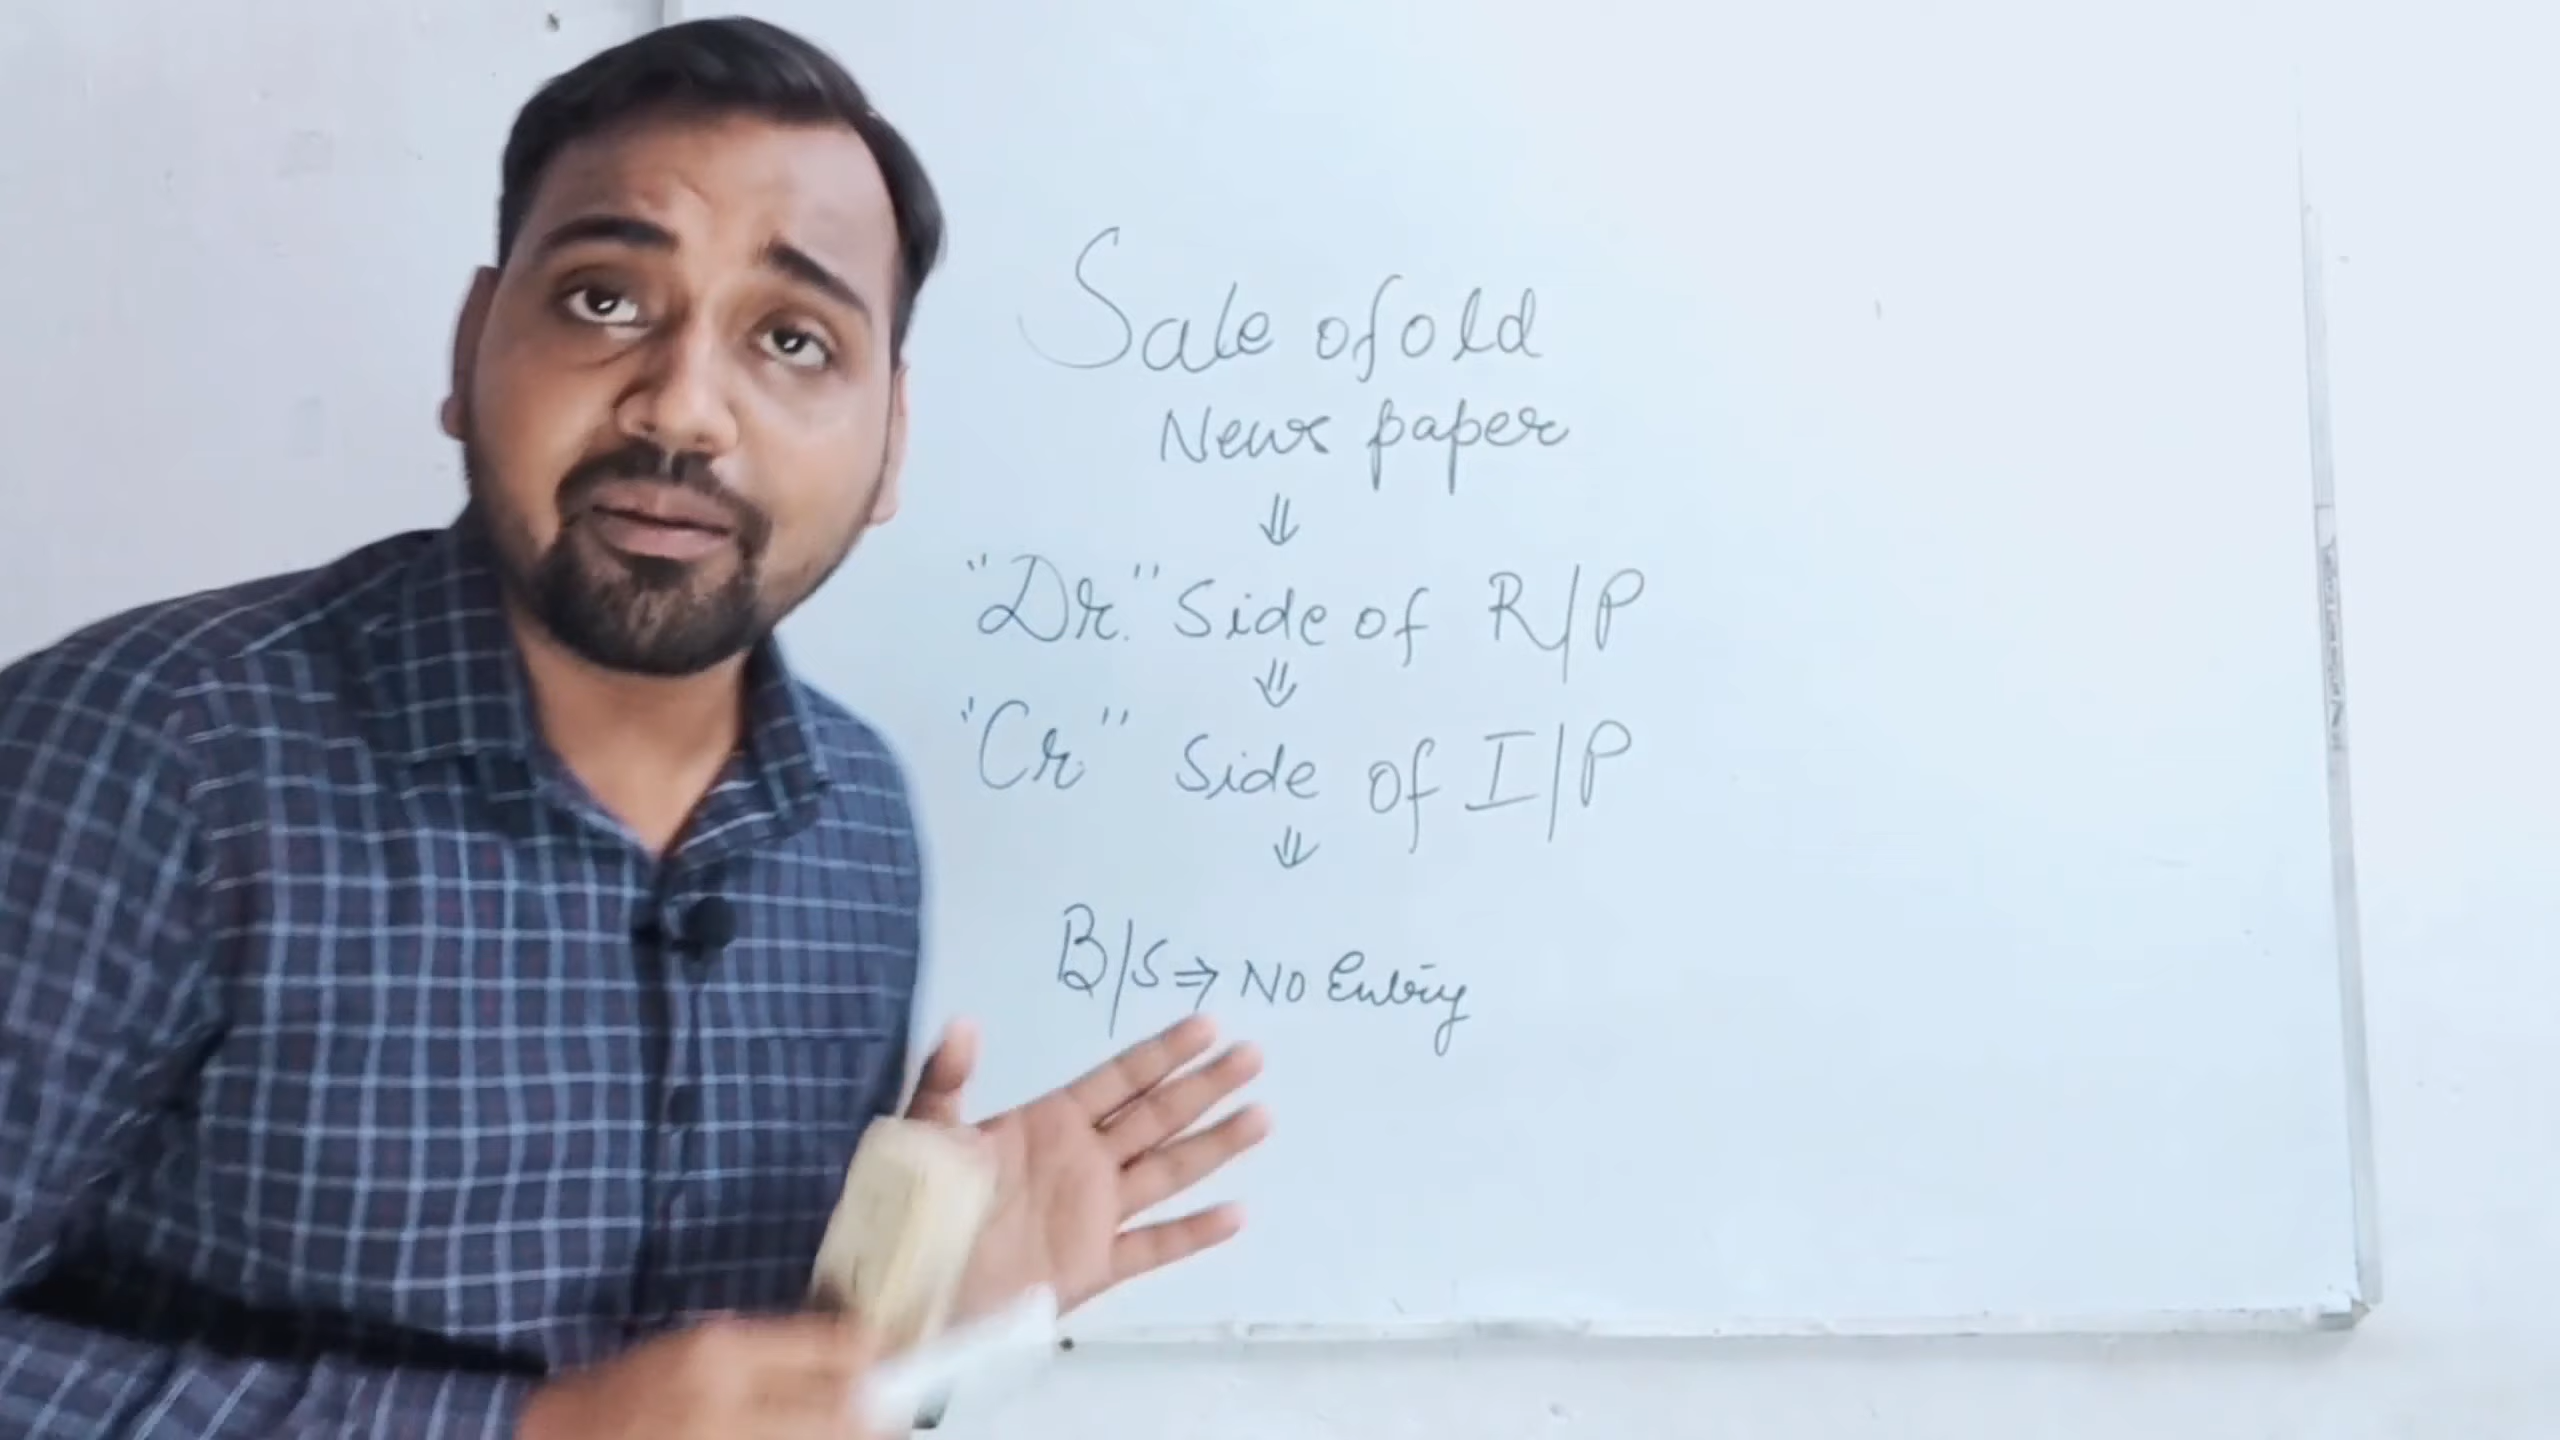 Sale of old
News paper
⇓
"Dr." Side of R/P
⇓
"Cr" Side of I/P
⇓
B/S ⇒ No Entry